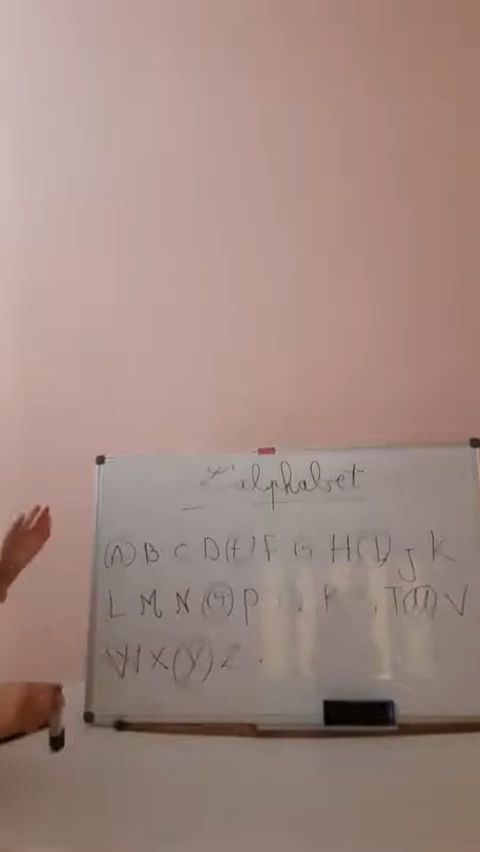 L'alphabet
(A) B C D (E) F G H (I) J K
L M N (O) P R T (U) V
W X (Y) Z.